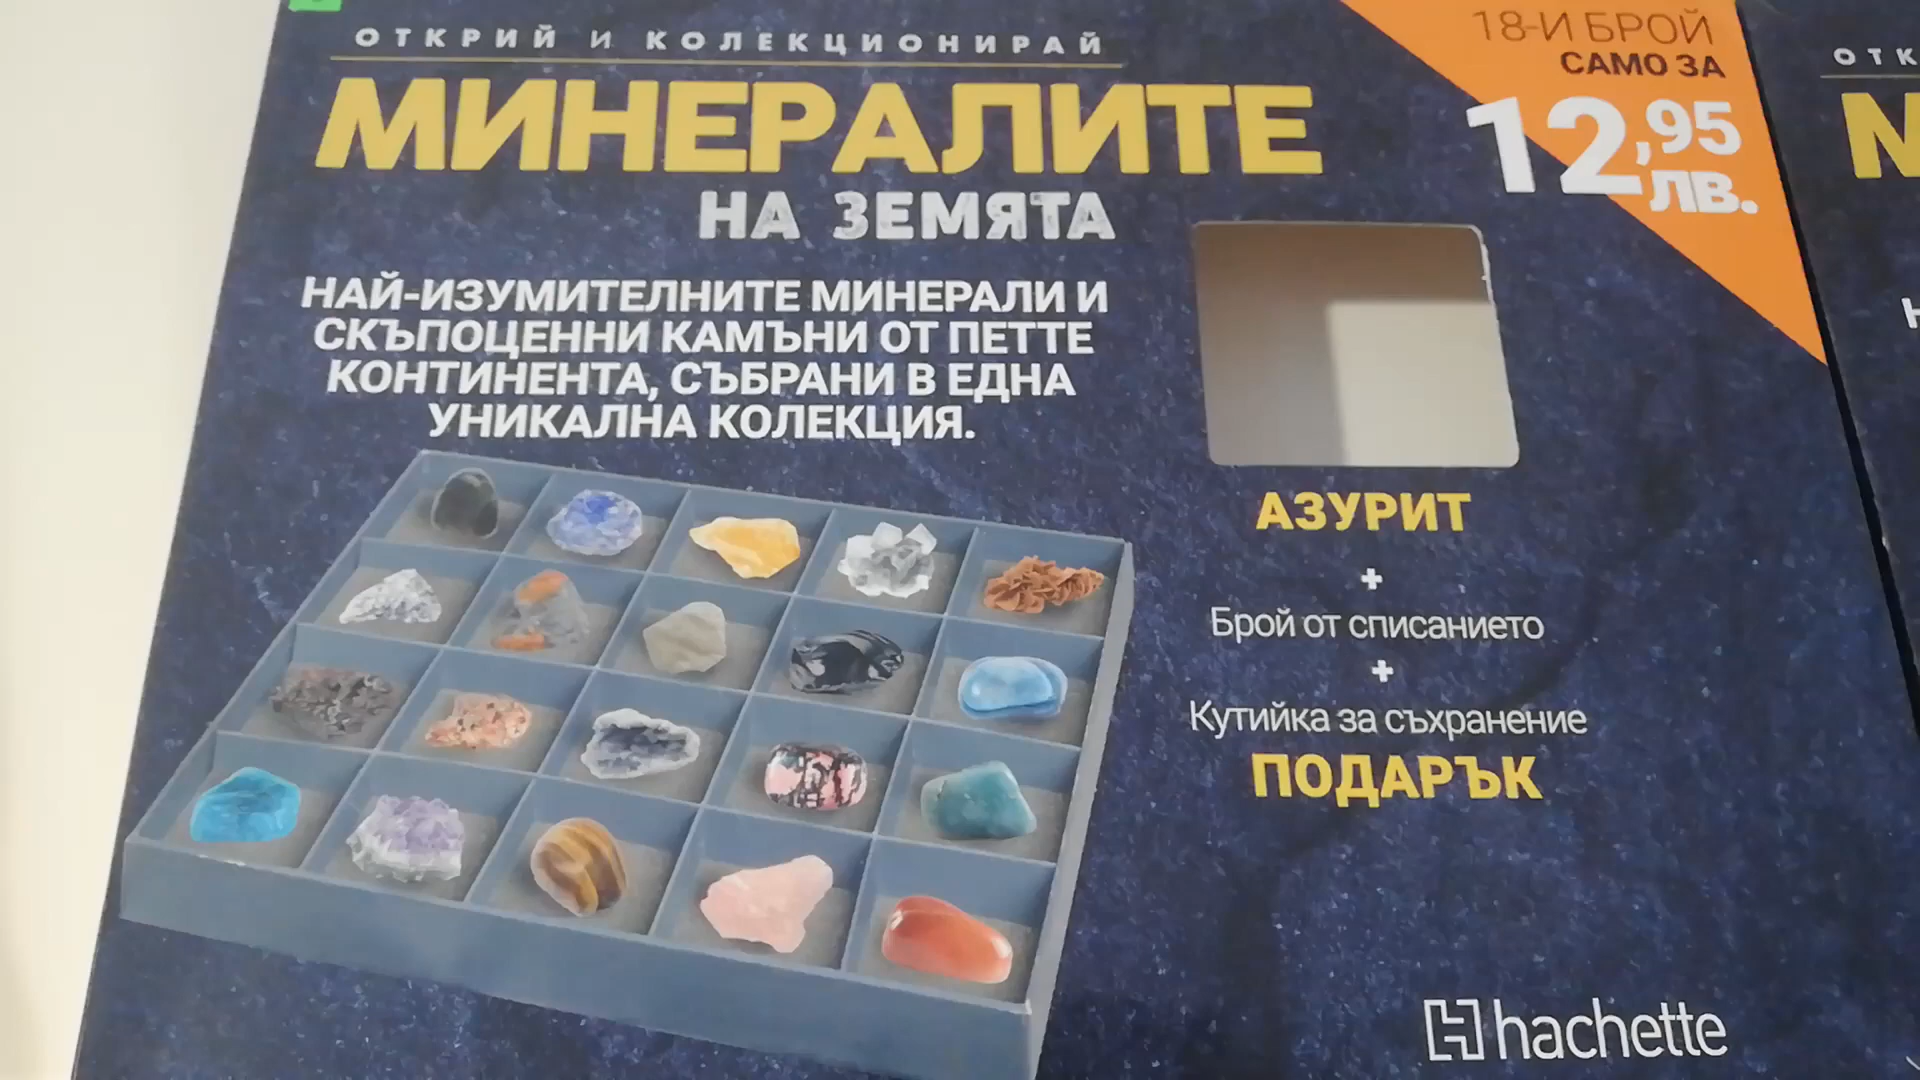 ОТКРИЙ И КОЛЕКЦИОНИРАЙ
МИНЕРАЛИТЕ
НА ЗЕМЯТА
НАЙ-ИЗУМИТЕЛНИТЕ МИНЕРАЛИ И
СКЪПОЦЕННИ КАМЪНИ ОТ ПЕТТЕ
КОНТИНЕНТА, СЪБРАНИ В ЕДНА
УНИКАЛНА КОЛЕКЦИЯ.
18-И БРОЙ
САМО ЗА
12,95
ЛВ.
АЗУРИТ
+
Брой от списанието
+
Кутийка за съхранение
ПОДАРЪК
hachette